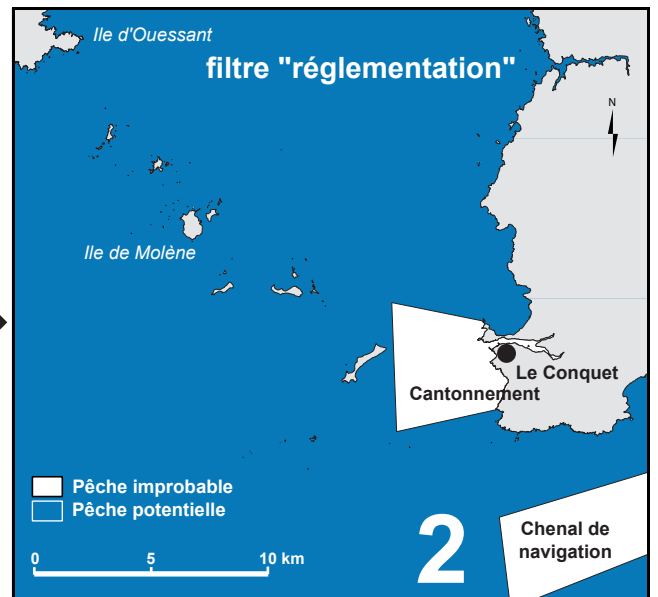 Ile d'Ouessant
filtre "réglementation"
N
Ile de Molène
Le Conquet
Cantonnement
Pêche improbable
Pêche potentielle
0 5 10 km
2
Chenal de
navigation